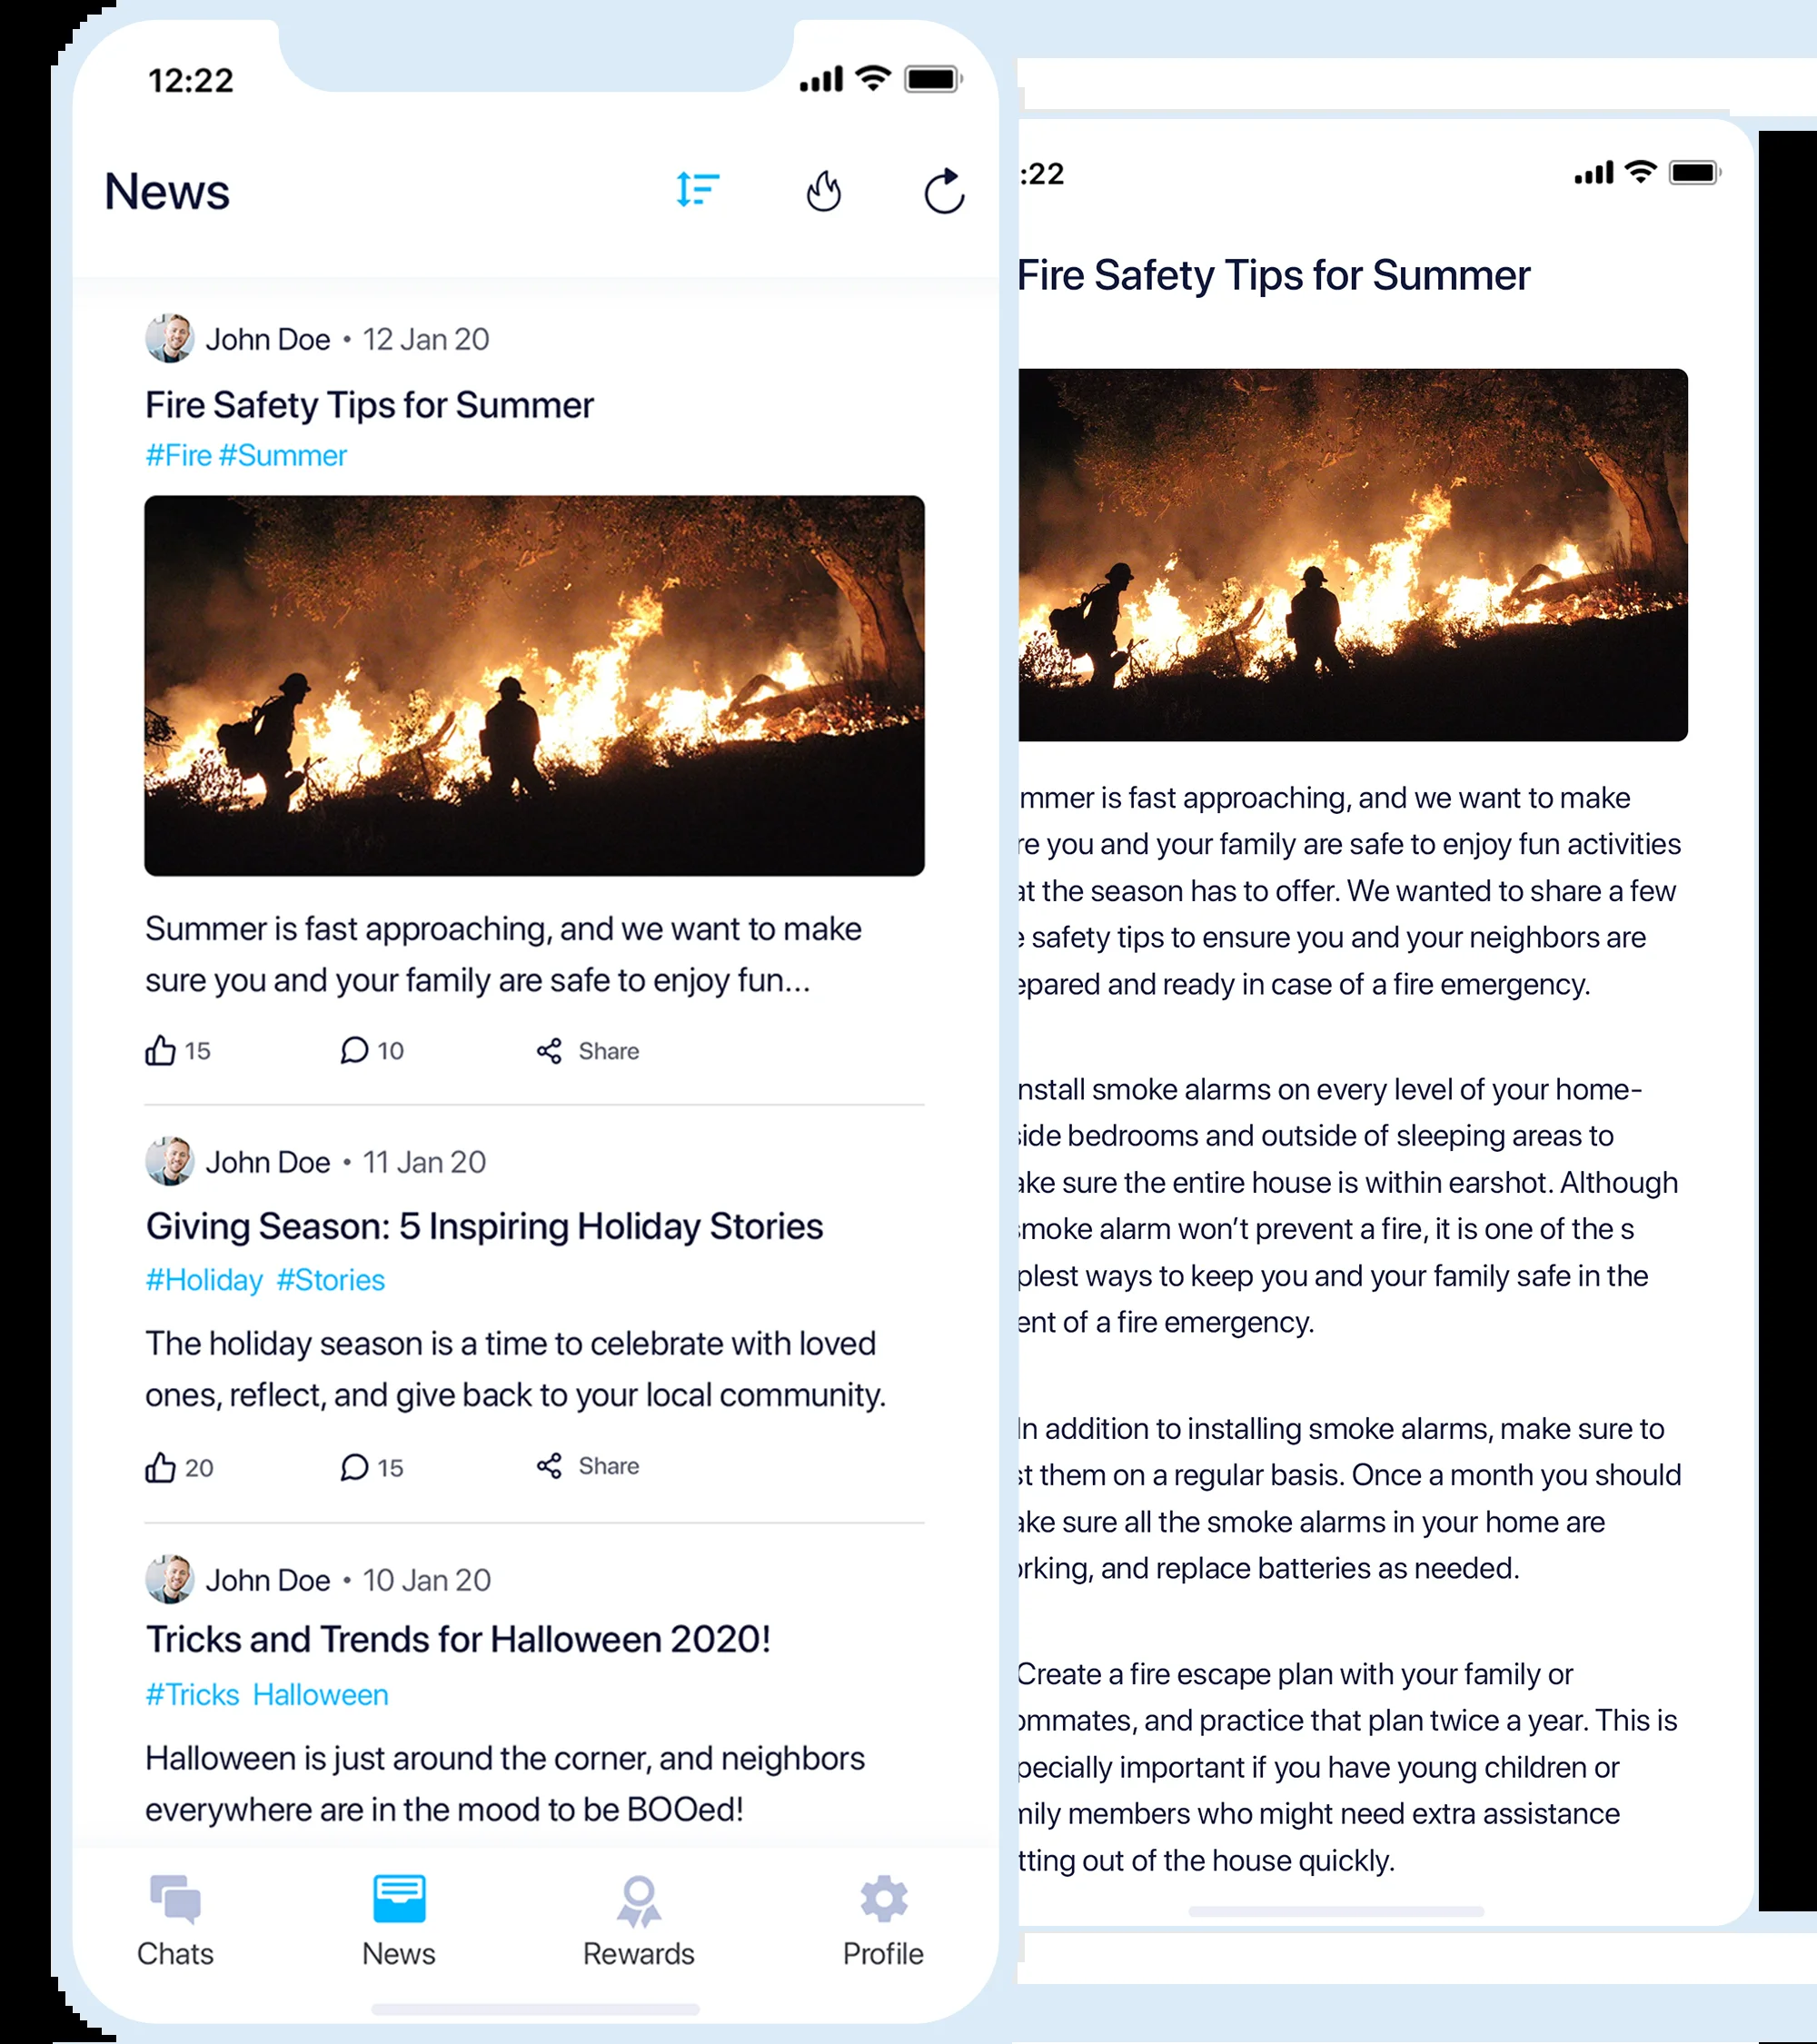 12:22
News
John Doe • 12 Jan 20
Fire Safety Tips for Summer
#Fire #Summer
Summer is fast approaching, and we want to make
sure you and your family are safe to enjoy fun...
15 10 Share
John Doe • 11 Jan 20
Giving Season: 5 Inspiring Holiday Stories
#Holiday #Stories
The holiday season is a time to celebrate with loved
ones, reflect, and give back to your local community.
20 15 Share
John Doe • 10 Jan 20
Tricks and Trends for Halloween 2020!
#Tricks Halloween
Halloween is just around the corner, and neighbors
everywhere are in the mood to be BOOed!
Chats News Rewards Profile
:22
Fire Safety Tips for Summer
mmer is fast approaching, and we want to make
re you and your family are safe to enjoy fun activities
at the season has to offer. We wanted to share a few
e safety tips to ensure you and your neighbors are
epared and ready in case of a fire emergency.
nstall smoke alarms on every level of your home-
side bedrooms and outside of sleeping areas to
ake sure the entire house is within earshot. Although
smoke alarm won't prevent a fire, it is one of the s
plest ways to keep you and your family safe in the
ent of a fire emergency.
In addition to installing smoke alarms, make sure to
st them on a regular basis. Once a month you should
ake sure all the smoke alarms in your home are
orking, and replace batteries as needed.
Create a fire escape plan with your family or
ommates, and practice that plan twice a year. This is
pecially important if you have young children or
mily members who might need extra assistance
tting out of the house quickly.